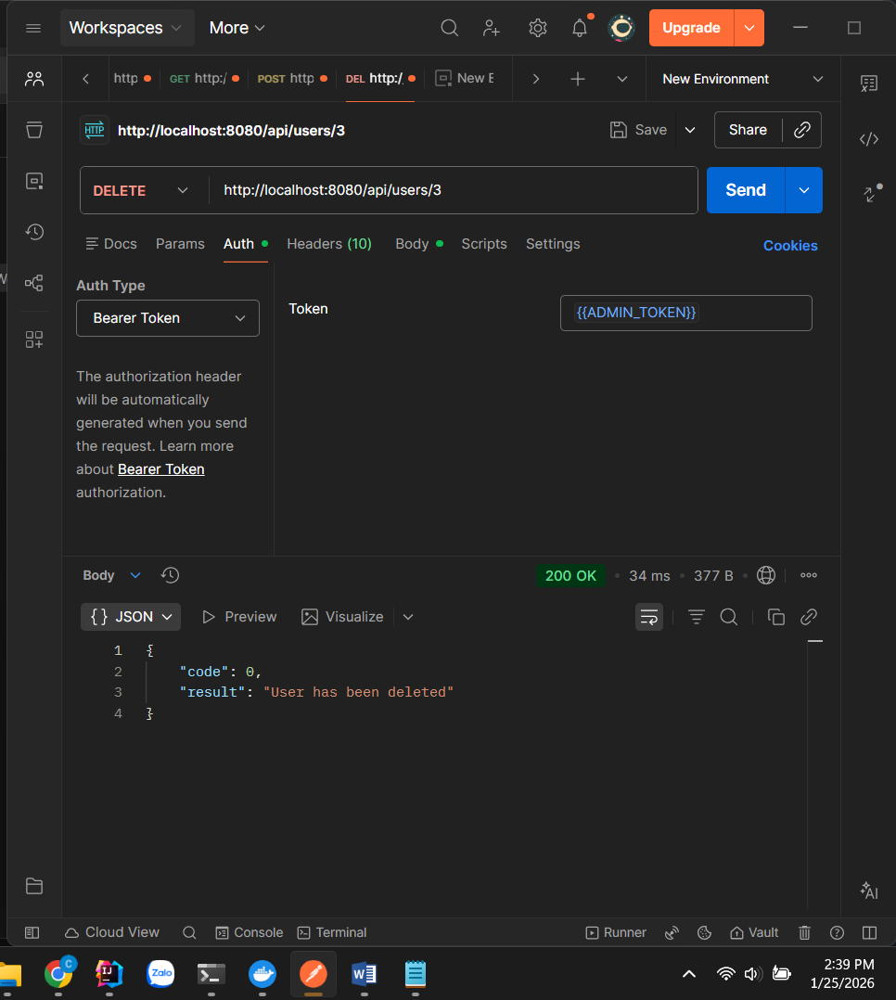 Workspaces More Upgrade
http GET http:/ POST http DEL http:/ New E New Environment
HTTP http://localhost:8080/api/users/3 Save Share
DELETE http://localhost:8080/api/users/3 Send
Docs Params Auth Headers (10) Body Scripts Settings Cookies
Auth Type
Bearer Token
Token {{ADMIN_TOKEN}}
The authorization header
will be automatically
generated when you send
the request. Learn more
about Bearer Token
authorization.
Body 200 OK 34 ms 377 B
{} JSON Preview Visualize
1 {
2 "code": 0,
3 "result": "User has been deleted"
4 }
AI
Cloud View Console Terminal Runner Vault
C IJ Zalo W
2:39 PM
1/25/2026